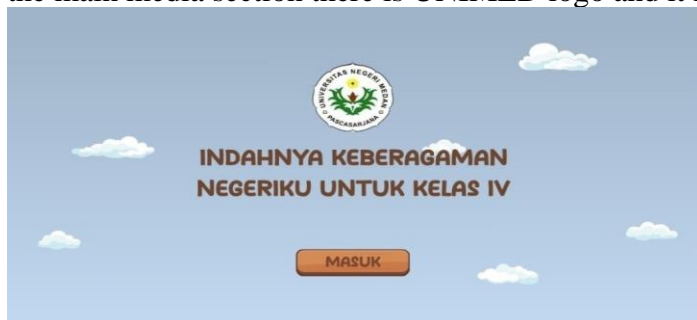 the main media section there is UNIMED logo and it
UNIVERSITAS NEGERI MEDAN
PASCASARJANA
INDAHNYA KEBERAGAMAN
NEGERIKU UNTUK KELAS IV
MASUK